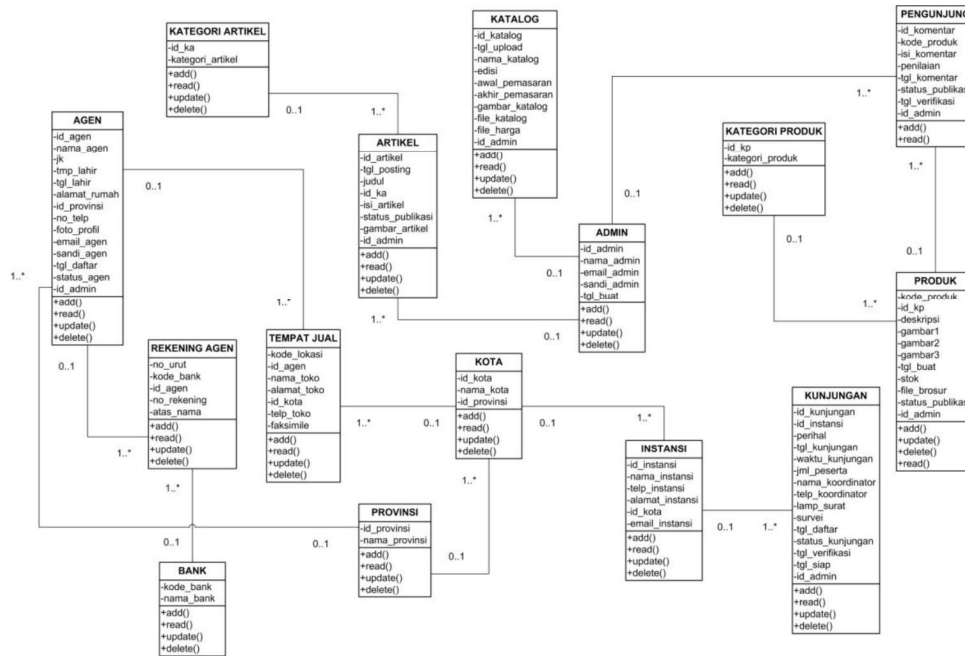 KATEGORI ARTIKEL
-id_ka
-kategori_artikel
+add()
+read()
+update()
+delete()
0..1
1..*
KATALOG
-id_katalog
-tgl_upload
-nama_katalog
-edisi
-awal_pemasaran
-akhir_pemasaran
-gambar_katalog
-file_katalog
-file_harga
-id_admin
+add()
+read()
+update()
+delete()
1..*
0..1
PENGUNJUNG
-id_komentar
-kode_produk
-isi_komentar
-penilaian
-tgl_komentar
-status_publikasi
-tgl_verifikasi
-id_admin
+add()
+read()
1..*
0..1
1..*
0..1
AGEN
-id_agen
-nama_agen
-jk
-tmp_lahir
-tgl_lahir
-alamat_rumah
-id_provinsi
-no_telp
-foto_profil
-email_agen
-sandi_agen
-tgl_daftar
-status_agen
-id_admin
+add()
+read()
+update()
+delete()
0..1
1..*
1..*
0..1
0..1
1..*
ARTIKEL
-id_artikel
-tgl_posting
-judul
-id_ka
-isi_artikel
-status_publikasi
-gambar_artikel
-id_admin
+add()
+read()
+update()
+delete()
1..*
0..1
KATEGORI PRODUK
-id_kp
-kategori_produk
+add()
+read()
+update()
+delete()
0..1
1..*
ADMIN
-id_admin
-nama_admin
-email_admin
-sandi_admin
-tgl_buat
+add()
+read()
+update()
+delete()
PRODUK
-kode_produk
-id_kp
-deskripsi
-gambar1
-gambar2
-gambar3
-tgl_buat
-stok
-file_brosur
-status_publikasi
-id_admin
+add()
+update()
+delete()
+read()
REKENING AGEN
-no_urut
-kode_bank
-id_agen
-no_rekening
-atas_nama
+add()
+read()
+update()
+delete()
1..*
0..1
TEMPAT JUAL
-kode_lokasi
-id_agen
-nama_toko
-alamat_toko
-id_kota
-telp_toko
-faksimile
+add()
+read()
+update()
+delete()
1..*
0..1
KOTA
-id_kota
-nama_kota
-id_provinsi
+add()
+read()
+update()
+delete()
0..1
1..*
1..*
0..1
INSTANSI
-id_instansi
-nama_instansi
-telp_instansi
-alamat_instansi
-id_kota
-email_instansi
+add()
+read()
+update()
+delete()
0..1
1..*
KUNJUNGAN
-id_kunjungan
-id_instansi
-perihal
-tgl_kunjungan
-waktu_kunjungan
-jml_peserta
-nama_koordinator
-telp_koordinator
-lamp_surat
-survei
-tgl_daftar
-status_kunjungan
-tgl_verifikasi
-tgl_siap
-id_admin
+add()
+read()
+update()
+delete()
PROVINSI
-id_provinsi
-nama_provinsi
+add()
+read()
+update()
+delete()
BANK
-kode_bank
-nama_bank
+add()
+read()
+update()
+delete()